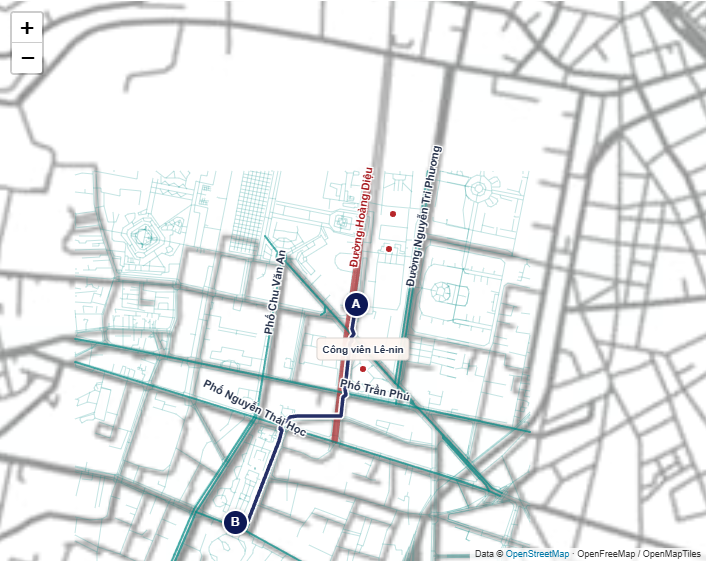 +
−
Đường Hoàng Diệu
Đường Nguyễn Tri Phương
Phố Chu Văn An
A
Công viên Lê-nin
Phố Trần Phú
Phố Nguyễn Thái Học
B
Data © OpenStreetMap · OpenFreeMap / OpenMapTiles